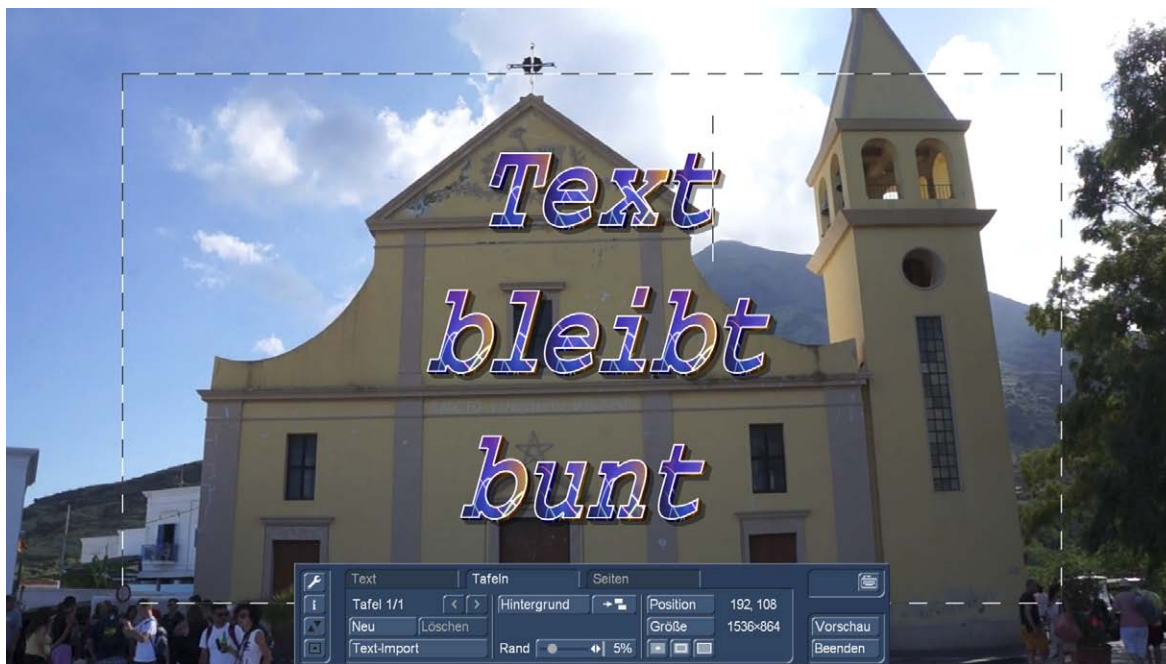 Text
bleibt
bunt
Text Tafeln Seiten
Tafel 1/1 < > Hintergrund Position 192, 108
Neu Löschen Größe 1536×864 Vorschau
Text-Import Rand 5% Beenden